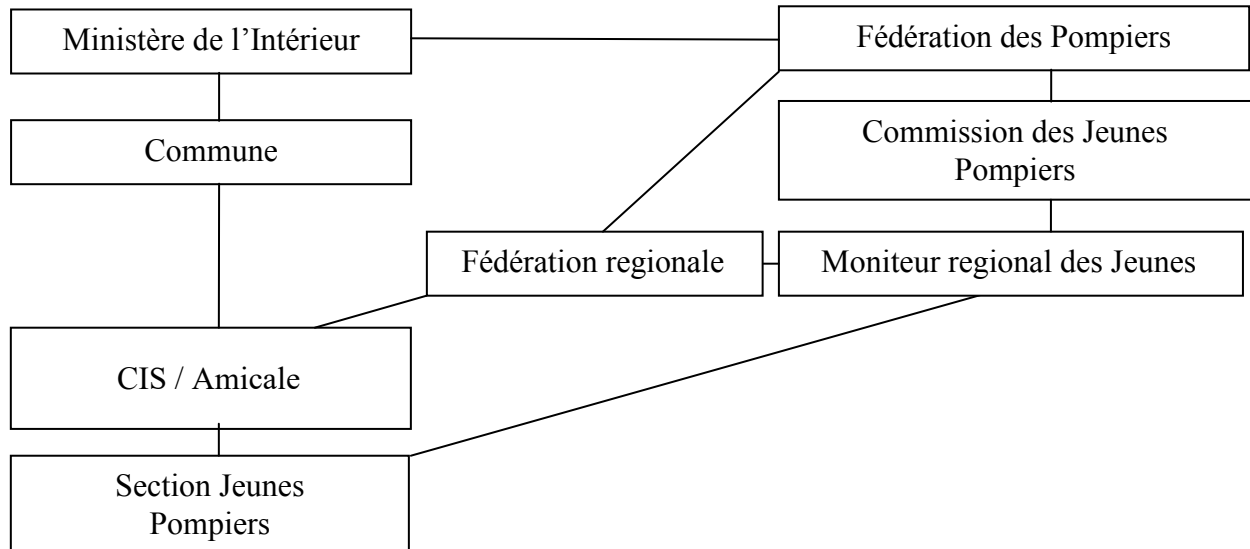 Ministère de l’Intérieur
Fédération des Pompiers
Commune
Commission des Jeunes
Pompiers
Fédération regionale
Moniteur regional des Jeunes
CIS / Amicale
Section Jeunes
Pompiers